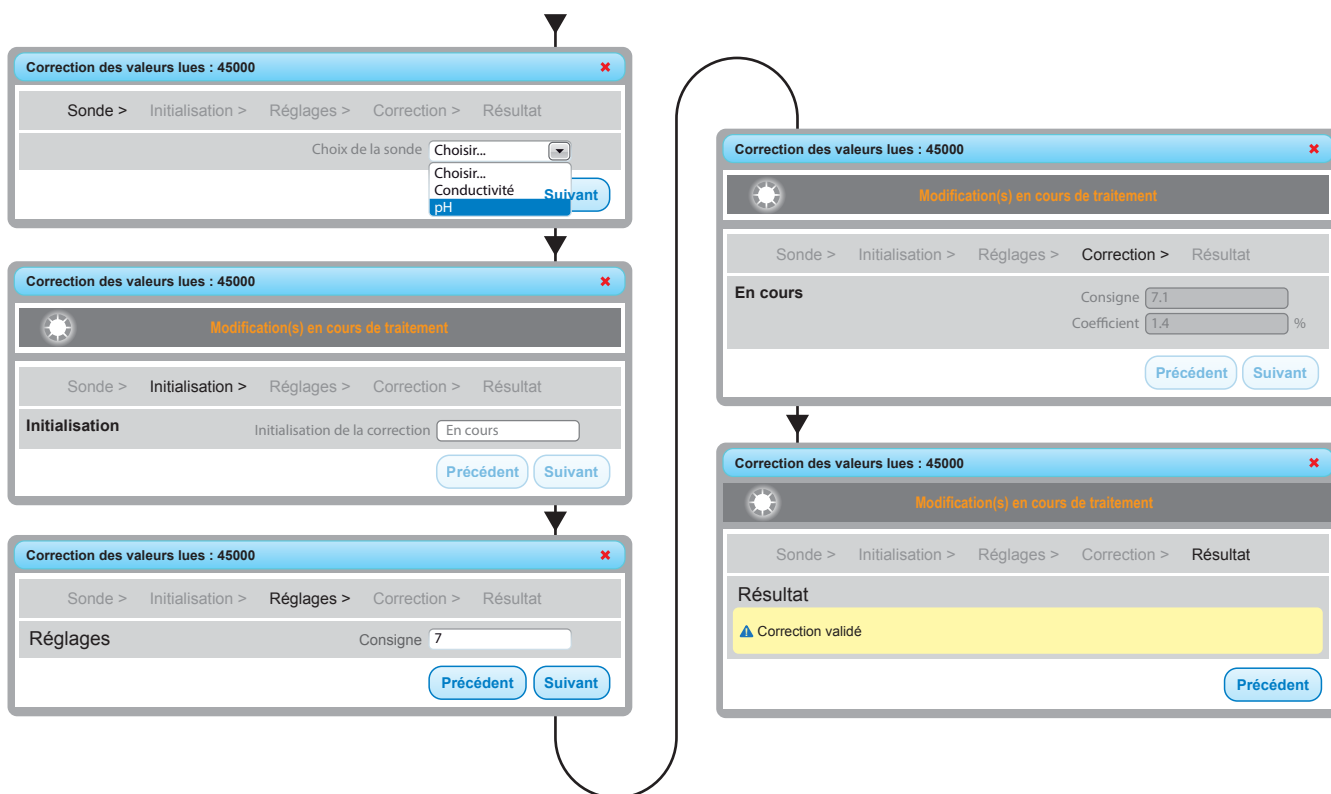 Correction des valeurs lues : 45000
Sonde > Initialisation > Réglages > Correction > Résultat
Choix de la sonde Choisir...
Choisir...
Conductivité
pH
Suivant
Correction des valeurs lues : 45000
Modification(s) en cours de traitement
Sonde > Initialisation > Réglages > Correction > Résultat
Initialisation
Initialisation de la correction En cours
Précédent Suivant
Correction des valeurs lues : 45000
Sonde > Initialisation > Réglages > Correction > Résultat
Réglages
Consigne 7
Précédent Suivant
Correction des valeurs lues : 45000
Modification(s) en cours de traitement
Sonde > Initialisation > Réglages > Correction > Résultat
En cours
Consigne 7.1
Coefficient 1.4 %
Précédent Suivant
Correction des valeurs lues : 45000
Modification(s) en cours de traitement
Sonde > Initialisation > Réglages > Correction > Résultat
Résultat
Correction validé
Précédent